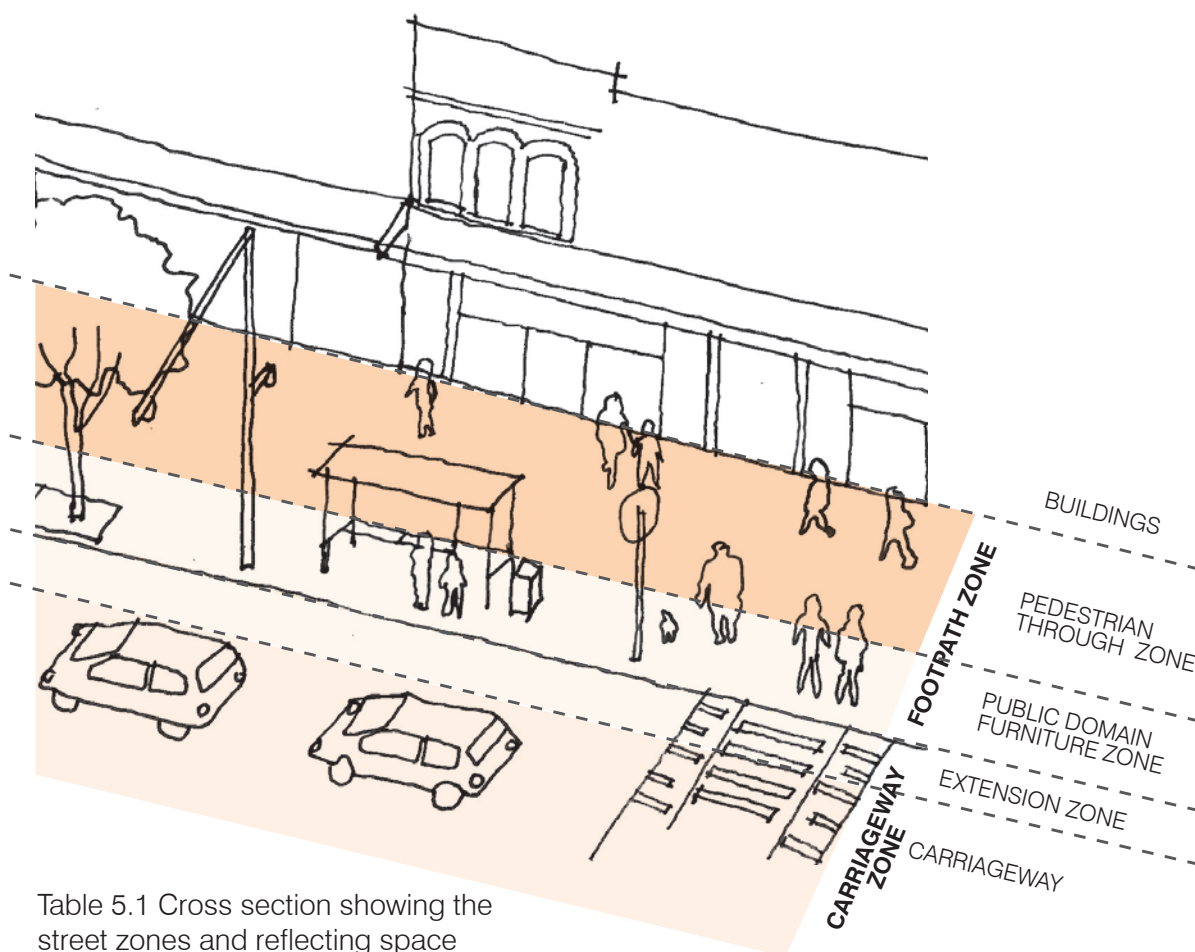 BUILDINGS
FOOTPATH ZONE
PEDESTRIAN
THROUGH ZONE
PUBLIC DOMAIN
FURNITURE ZONE
EXTENSION ZONE
CARRIAGEWAY
ZONE
CARRIAGEWAY
Table 5.1 Cross section showing the
street zones and reflecting space